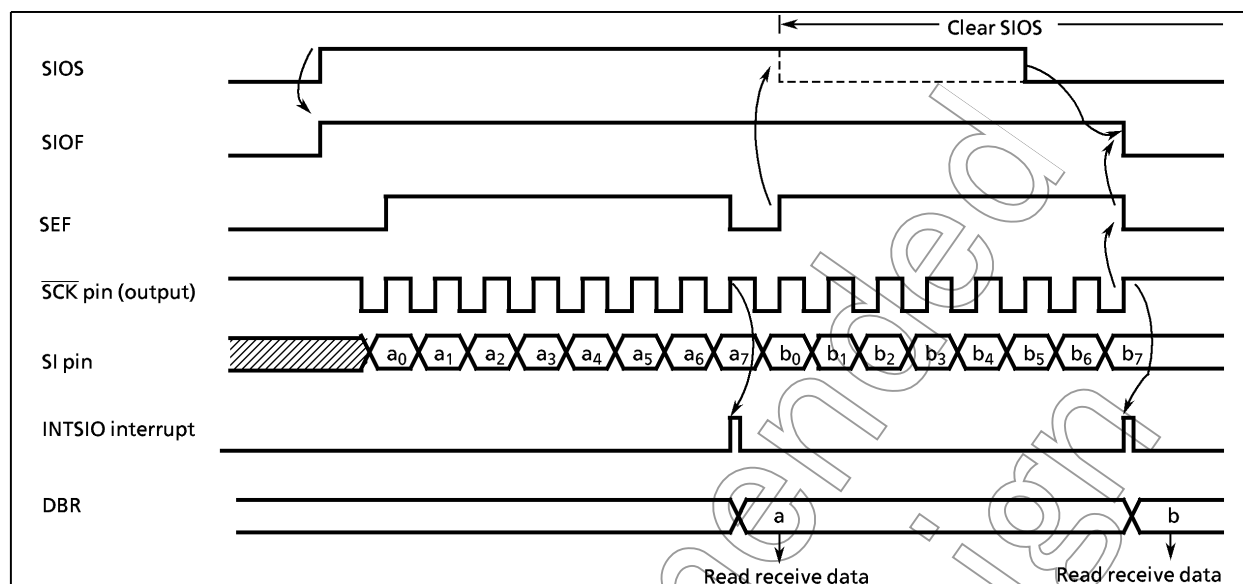 Clear SIOS
SIOS
SIOF
SEF
SCK pin (output)
SI pin
a0 a1 a2 a3 a4 a5 a6 a7 b0 b1 b2 b3 b4 b5 b6 b7
INTSIO interrupt
DBR
a b
Read receive data Read receive data